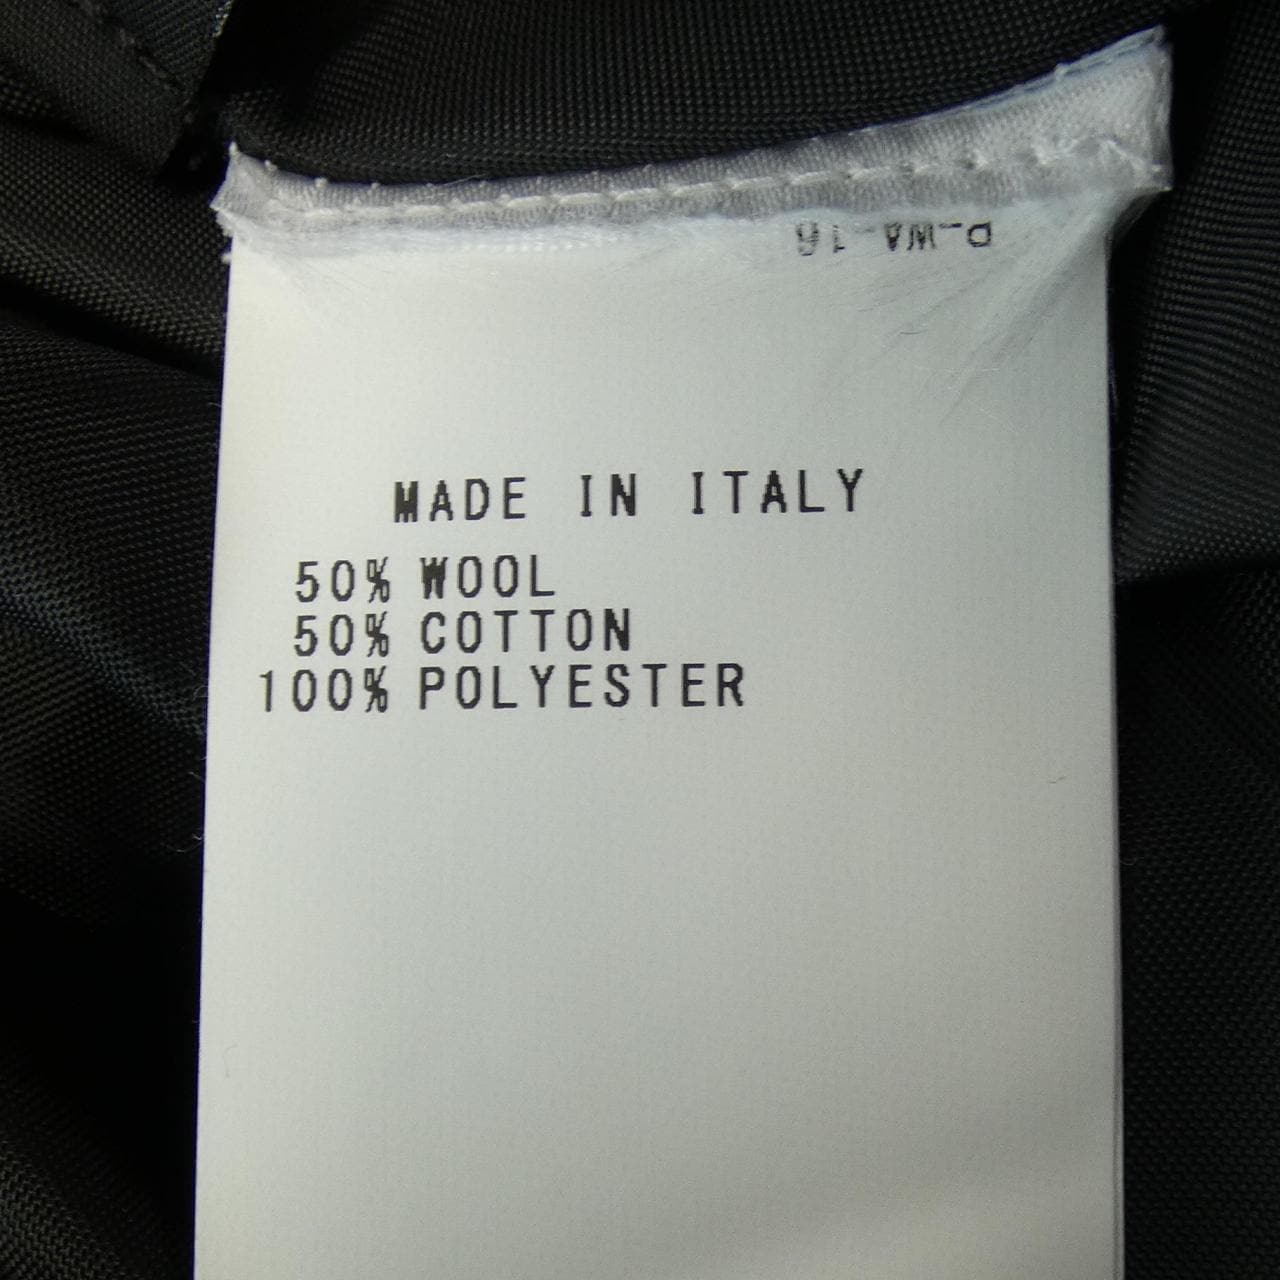 MADE IN ITALY
50% WOOL
50% COTTON
100% POLYESTER